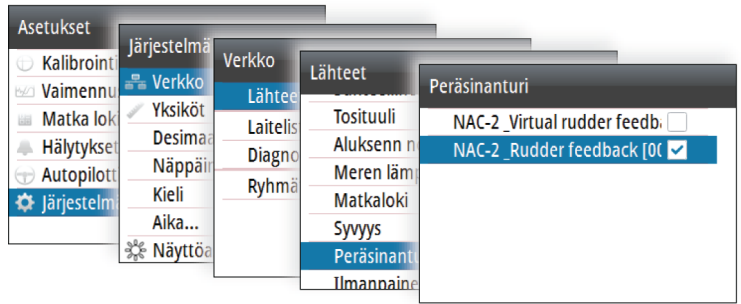 Asetukset
Kalibrointi
Vaimennu
Matka loki
Hälytykset
Autopilott
Järjestelmä
Järjestelmä
Verkko
Yksiköt
Desimaa
Näppäin
Kieli
Aika...
Näyttöa
Verkko
Lähtee
Laitelis
Diagno
Ryhmä
Lähteet
Tosituuli
Aluksenn n
Meren lämp
Matkaloki
Syvyys
Peräsinantu
Ilmanpaine
Peräsinanturi
NAC-2 _Virtual rudder feedba
NAC-2 _Rudder feedback [00